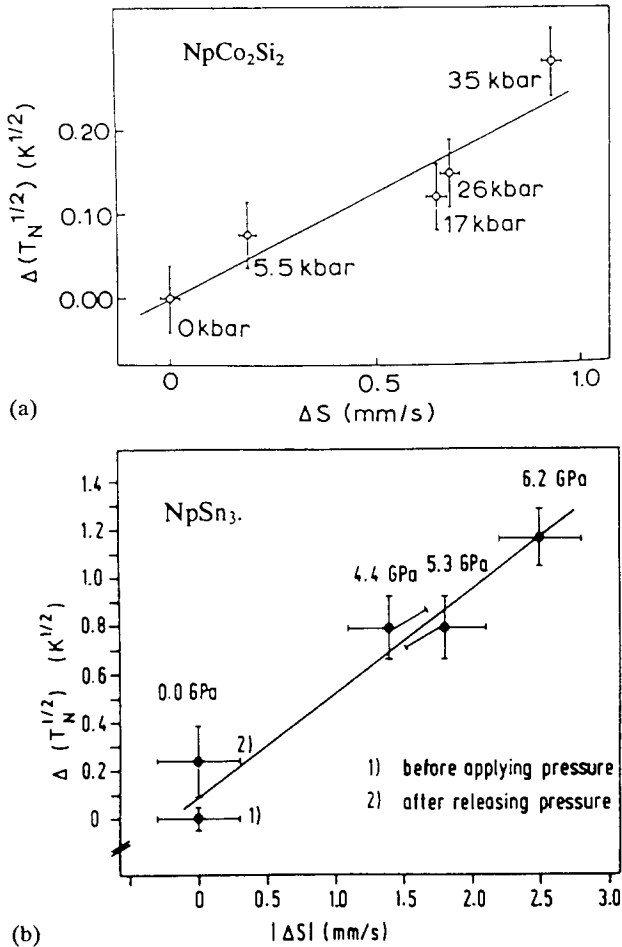 NpCo₂Si₂
35 kbar
0.20
26 kbar
17 kbar
0.10
5.5 kbar
0.00
0 kbar
Δ(T_N^1/2) (K^1/2)
0 0.5 1.0
(a) ΔS (mm/s)
1.4
6.2 GPa
NpSn₃.
1.2
1.0
4.4 GPa 5.3 GPa
0.8
0.6
0.0 GPa
0.4
2)
1) before applying pressure
0.2
2) after releasing pressure
0
1)
Δ (T_N^1/2) (K^1/2)
0 0.5 1.0 1.5 2.0 2.5 3.0
(b) |ΔS| (mm/s)